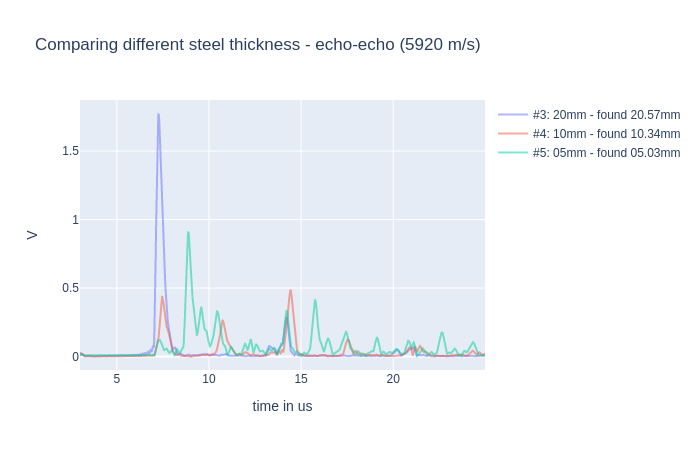 Comparing different steel thickness - echo-echo (5920 m/s)
#3: 20mm - found 20.57mm
#4: 10mm - found 10.34mm
#5: 05mm - found 05.03mm
1.5
1
0.5
0
V
5 10 15 20
time in us